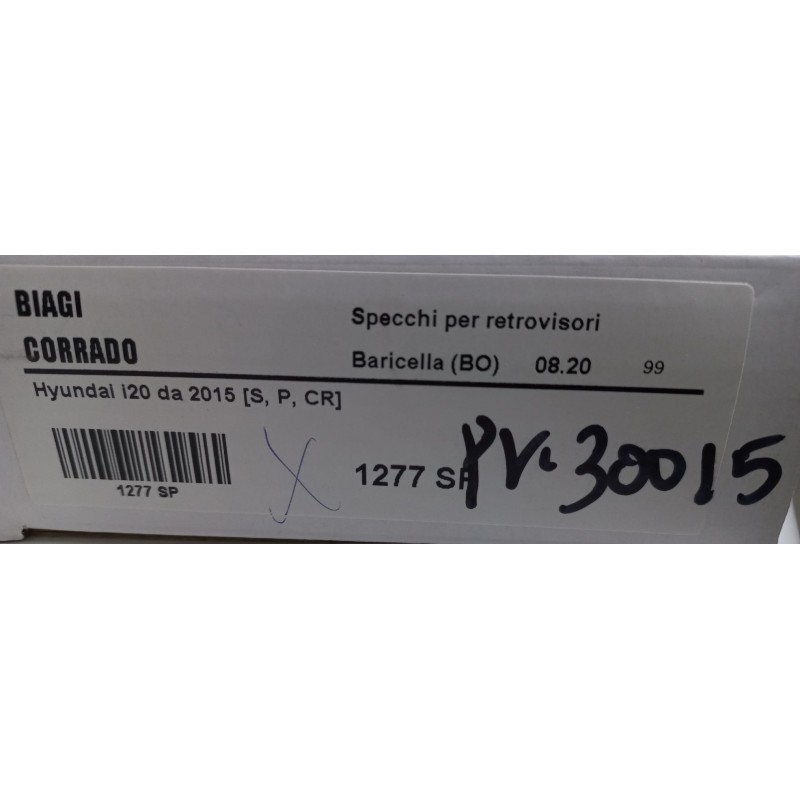 BIAGI
CORRADO
Specchi per retrovisori
Baricella (BO) 08.20 99
Hyundai i20 da 2015 [S, P, CR]
1277 SP
1277 SP
PV. 30015